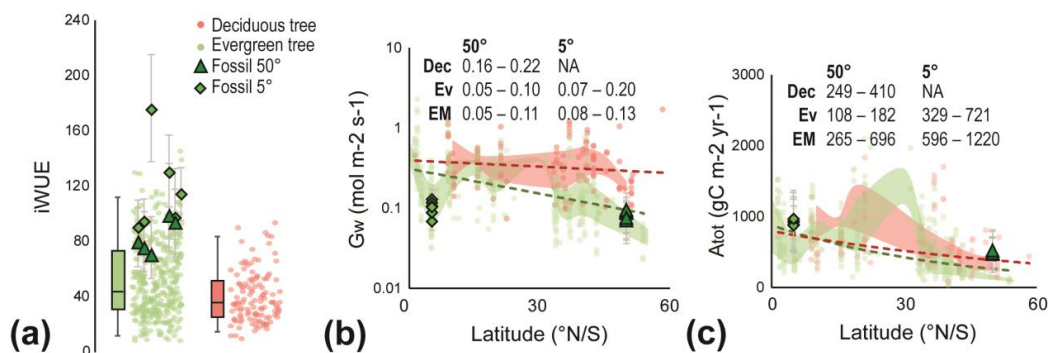 240
200
160
120
80
40
0
iWUE
Deciduous tree
Evergreen tree
Fossil 50°
Fossil 5°
(a)
10
1
0.1
0.01
Gw (mol m-2 s-1)
50° 5°
Dec 0.16 – 0.22 NA
Ev 0.05 – 0.10 0.07 – 0.20
EM 0.05 – 0.11 0.08 – 0.13
0 30 60
Latitude (°N/S)
(b)
3000
2000
1000
0
Atot (gC m-2 yr-1)
50° 5°
Dec 249 – 410 NA
Ev 108 – 182 329 – 721
EM 265 – 696 596 – 1220
0 30 60
Latitude (°N/S)
(c)